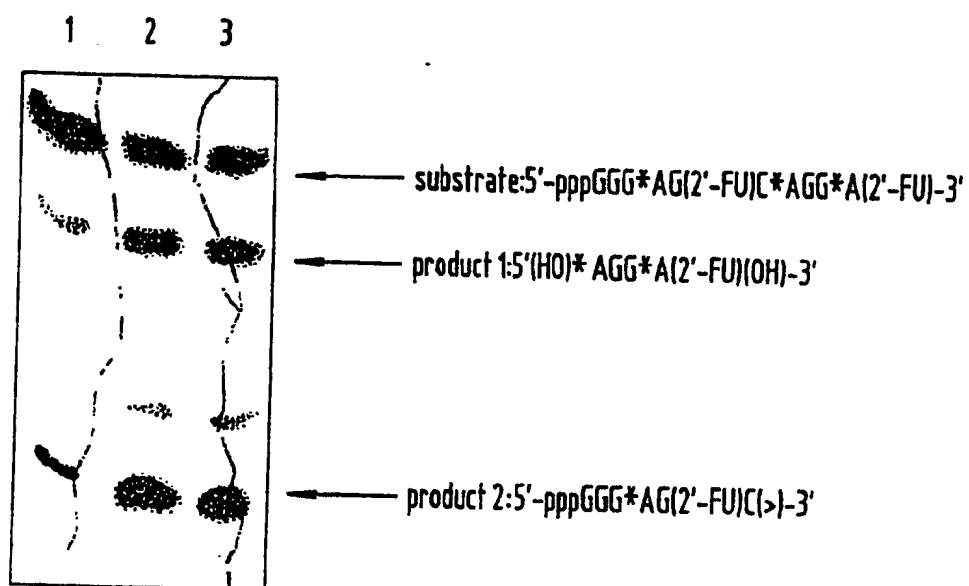 1 2 3
substrate:5'-pppGGG*AG(2'-FU)C*AGG*A(2'-FU)-3'
product 1:5'(HO)* AGG*A(2'-FU)(OH)-3'
product 2:5'-pppGGG*AG(2'-FU)C(>)-3'